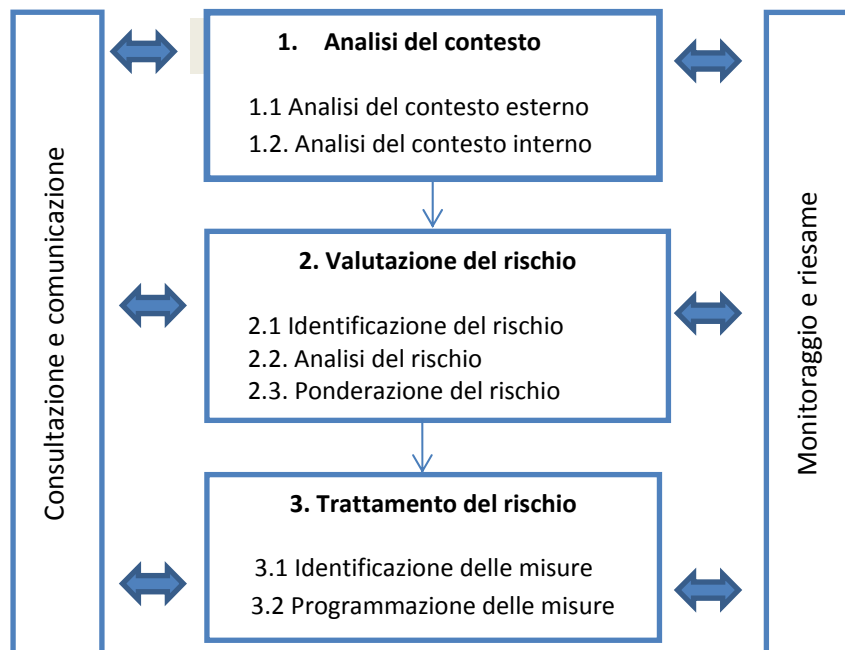 Consultazione e comunicazione
1. Analisi del contesto
1.1 Analisi del contesto esterno
1.2. Analisi del contesto interno
2. Valutazione del rischio
2.1 Identificazione del rischio
2.2. Analisi del rischio
2.3. Ponderazione del rischio
3. Trattamento del rischio
3.1 Identificazione delle misure
3.2 Programmazione delle misure
Monitoraggio e riesame